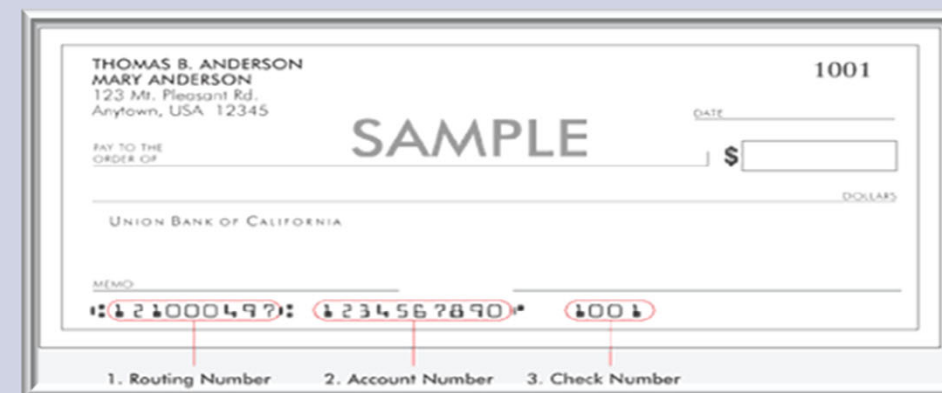 THOMAS B. ANDERSON
MARY ANDERSON
1001
123 Mt. Pleasant Rd.
Anytown, USA 12345
DATE
SAMPLE
PAY TO THE
ORDER OF
$
DOLLARS
UNION BANK OF CALIFORNIA
MEMO
⑆121000497⑆ 1234567890⑈ 1001
1. Routing Number 2. Account Number 3. Check Number